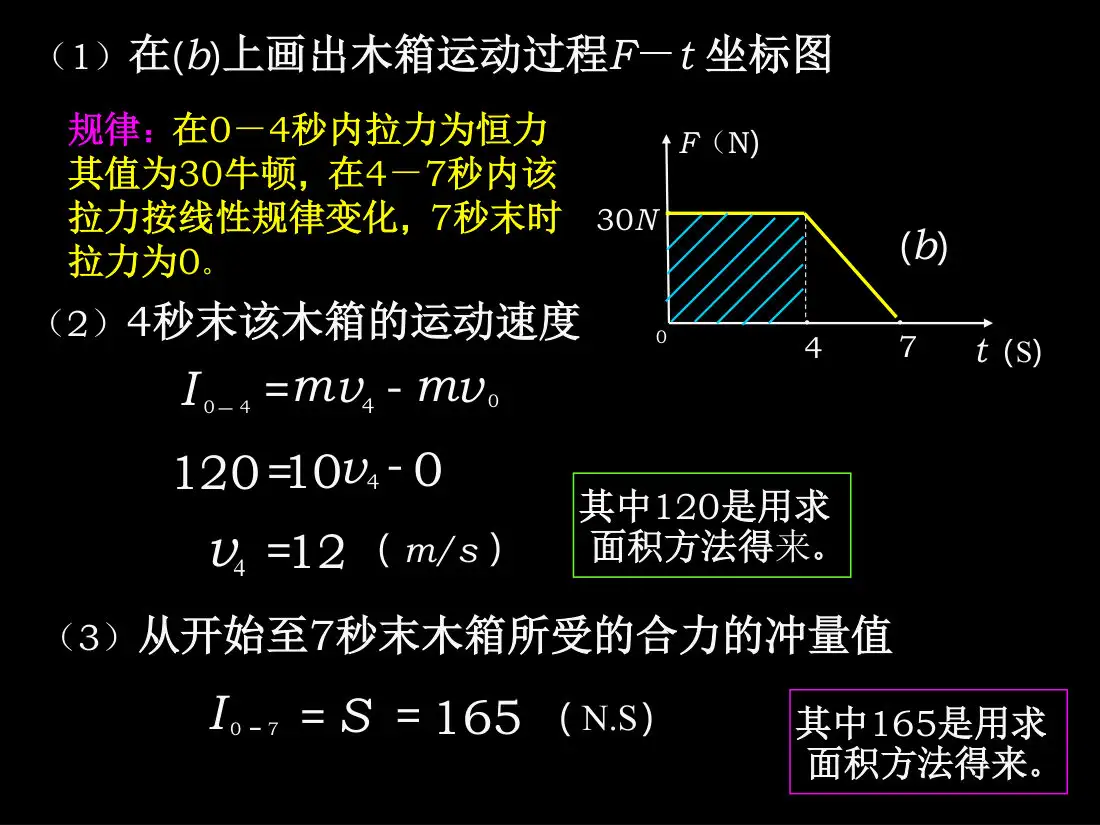 （1）在(b)上画出木箱运动过程F－t 坐标图
规律：在0－4秒内拉力为恒力
其值为30牛顿，在4－7秒内该
拉力按线性规律变化，7秒末时
拉力为0。
F（N)
30N
(b)
0
4
7
t (S)
（2）4秒末该木箱的运动速度
I₀₋₄ =mυ₄ - mυ₀
120=10υ₄ - 0
υ₄ =12 （ m/s ）
其中120是用求
面积方法得来。
（3）从开始至7秒末木箱所受的合力的冲量值
I₀₋₇ = S = 165 （ N.S）
其中165是用求
面积方法得来。